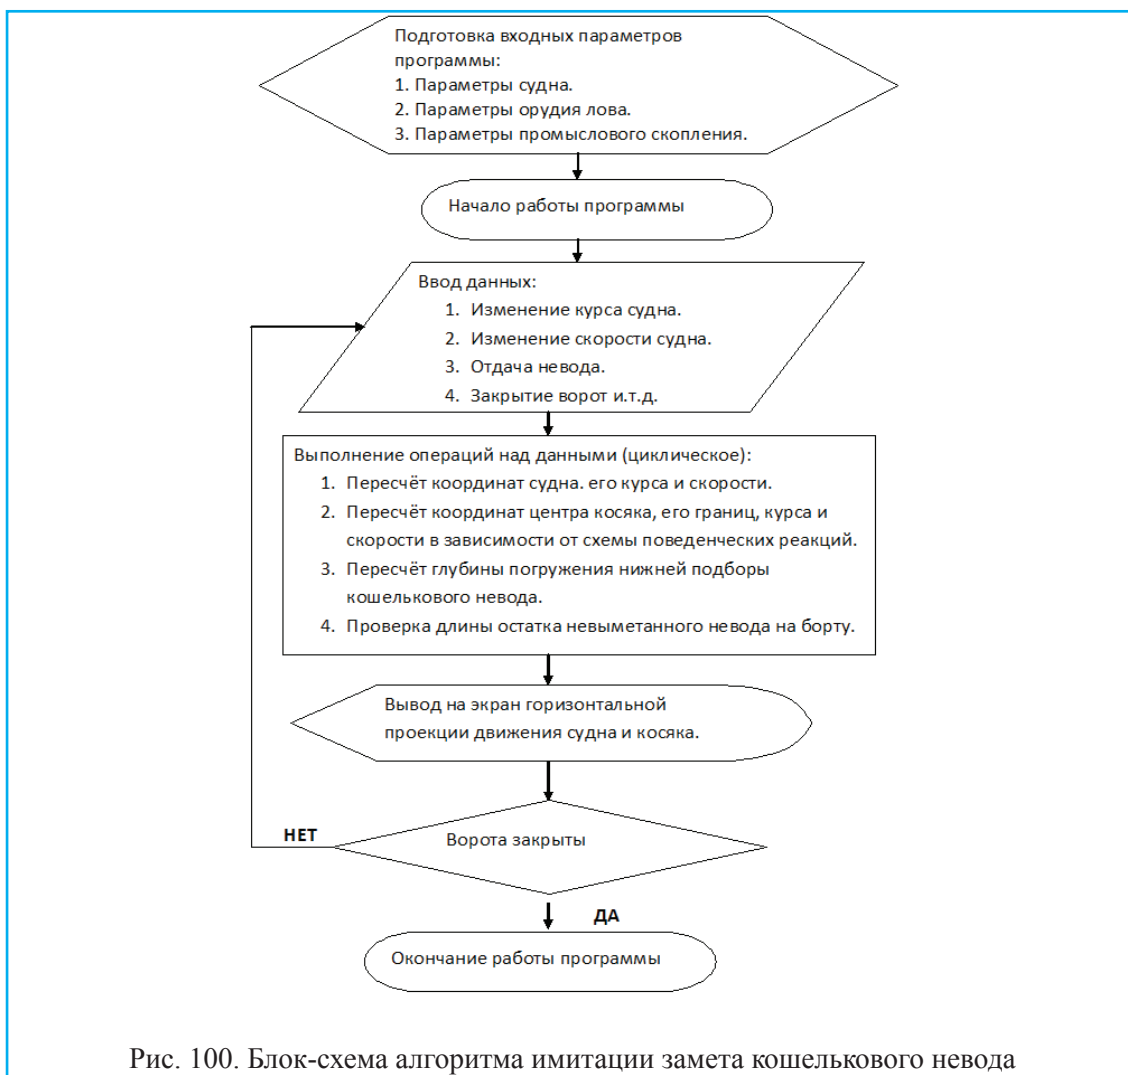 Подготовка входных параметров
программы:
1. Параметры судна.
2. Параметры орудия лова.
3. Параметры промыслового скопления.
Начало работы программы
Ввод данных:
1. Изменение курса судна.
2. Изменение скорости судна.
3. Отдача невода.
4. Закрытие ворот и.т.д.
Выполнение операций над данными (циклическое):
1. Пересчёт координат судна. его курса и скорости.
2. Пересчёт координат центра косяка, его границ, курса и
скорости в зависимости от схемы поведенческих реакций.
3. Пересчёт глубины погружения нижней подборы
кошелькового невода.
4. Проверка длины остатка невыметанного невода на борту.
Вывод на экран горизонтальной
проекции движения судна и косяка.
НЕТ
Ворота закрыты
ДА
Окончание работы программы
Рис. 100. Блок-схема алгоритма имитации замета кошелькового невода